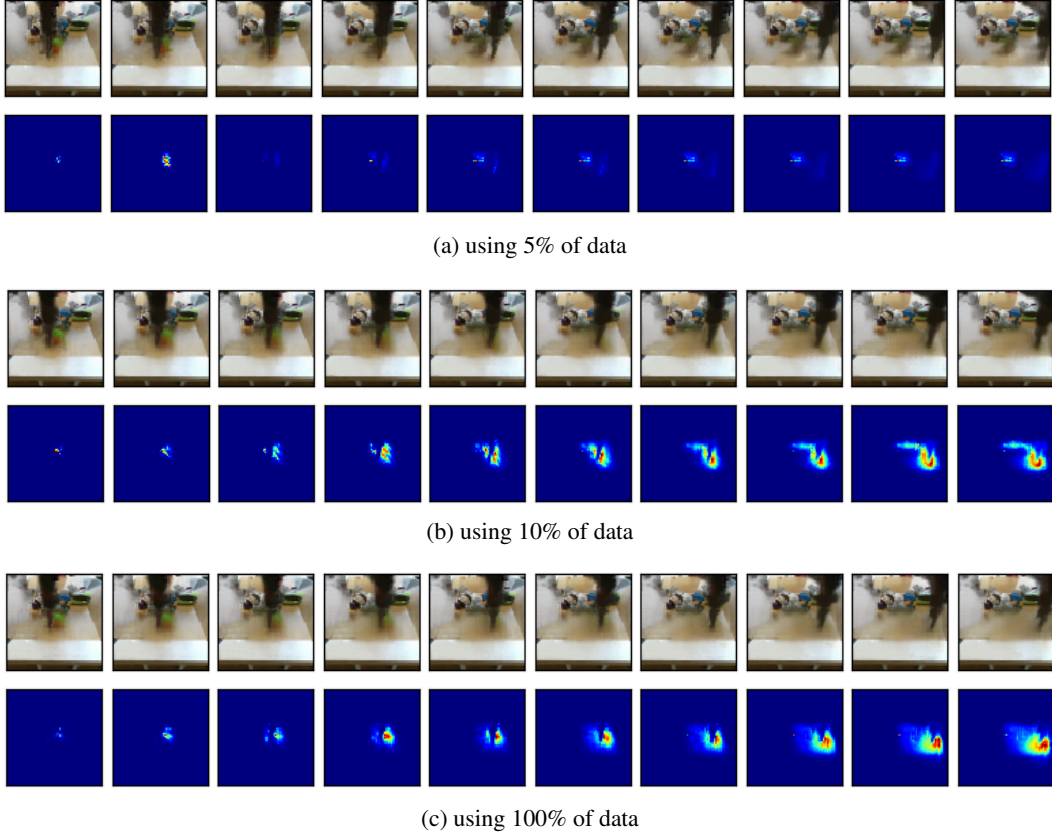 (a) using 5% of data
(b) using 10% of data
(c) using 100% of data